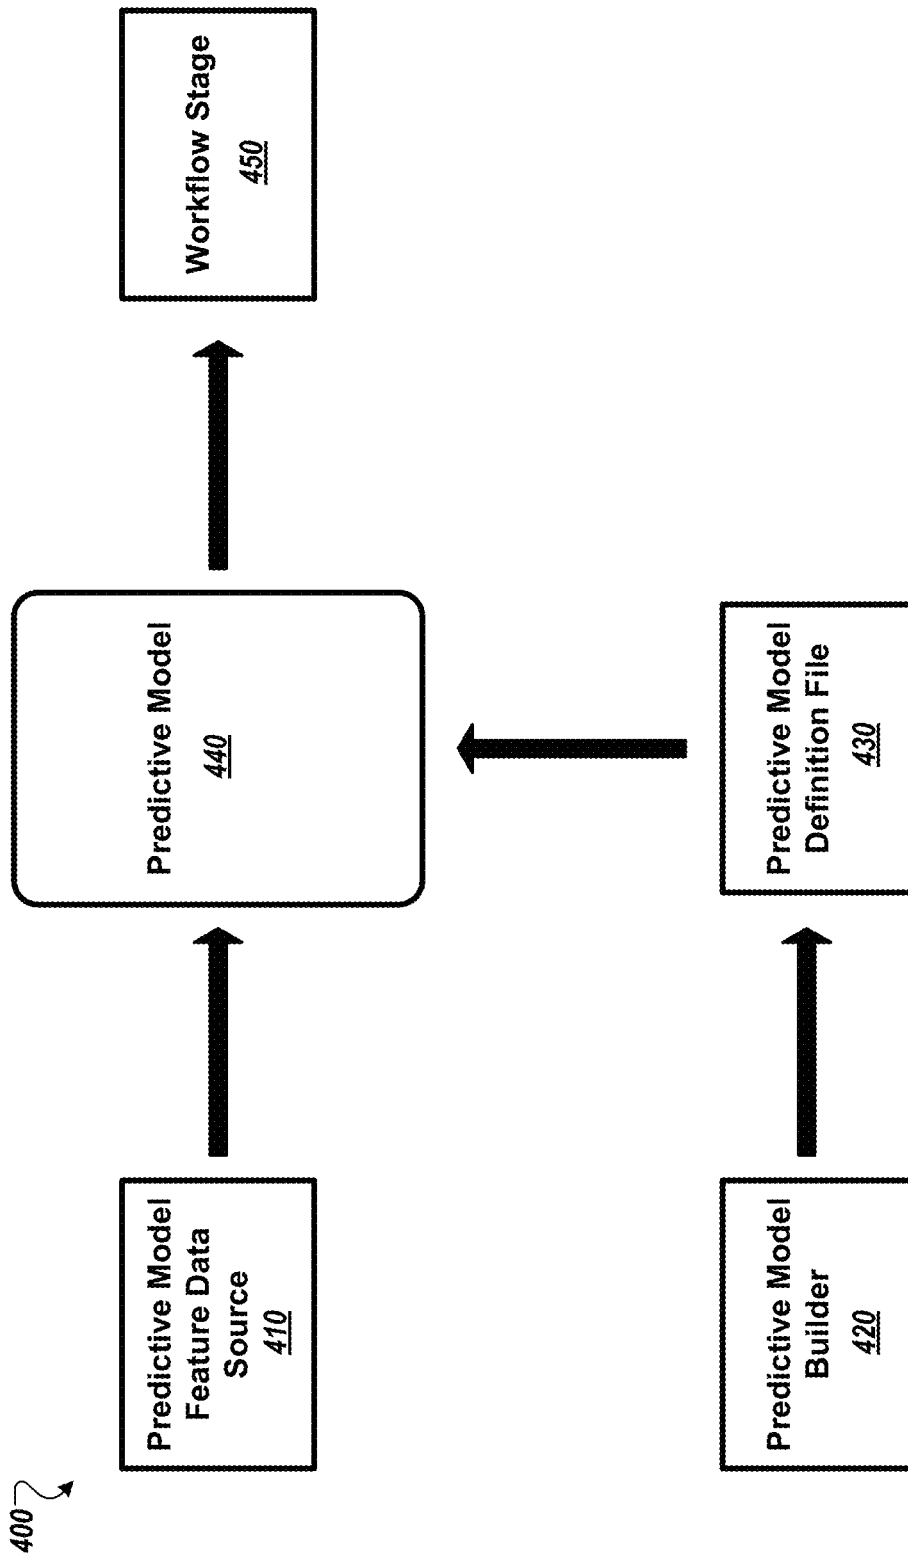 400
Predictive Model
Feature Data
Source
410
Predictive Model
440
Workflow Stage
450
Predictive Model
Builder
420
Predictive Model
Definition File
430